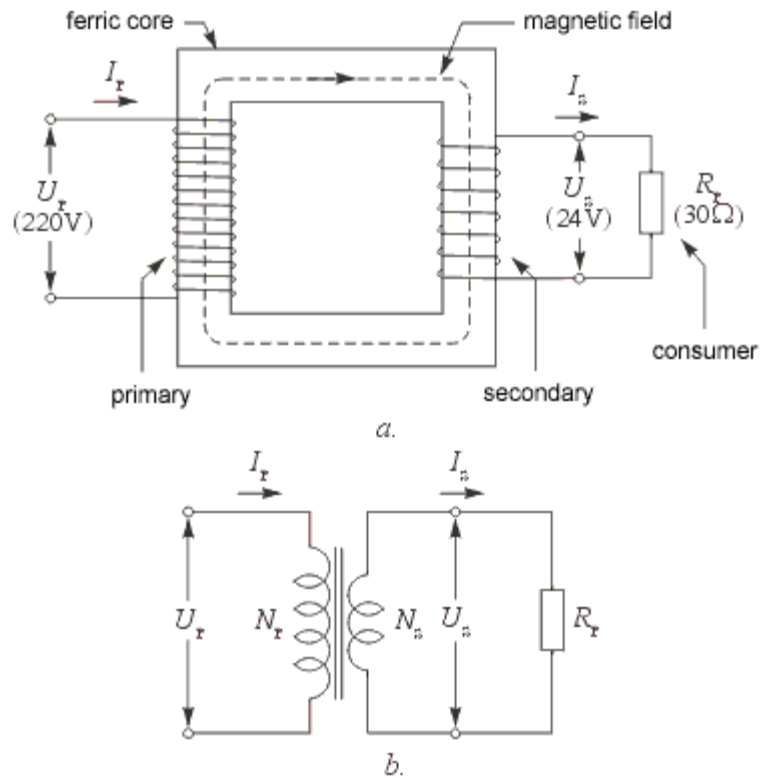 ferric core
magnetic field
I
I
U
(220V)
U
(24V)
R
(30Ω)
consumer
primary
secondary
a.
I
I
U
N
N
U
R
b.